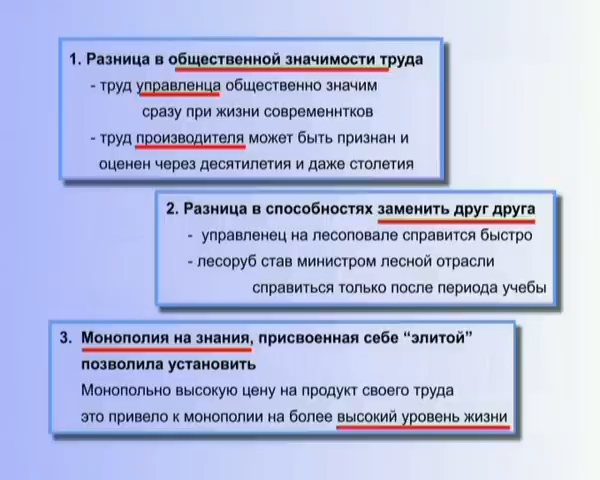 1. Разница в общественной значимости труда
- труд управленца общественно значим
сразу при жизни современнтков
- труд производителя может быть признан и
оценен через десятилетия и даже столетия
2. Разница в способностях заменить друг друга
- управленец на лесоповале справится быстро
- лесоруб став министром лесной отрасли
справиться только после периода учебы
3. Монополия на знания, присвоенная себе “элитой”
позволила установить
Монопольно высокую цену на продукт своего труда
это привело к монополии на более высокий уровень жизни